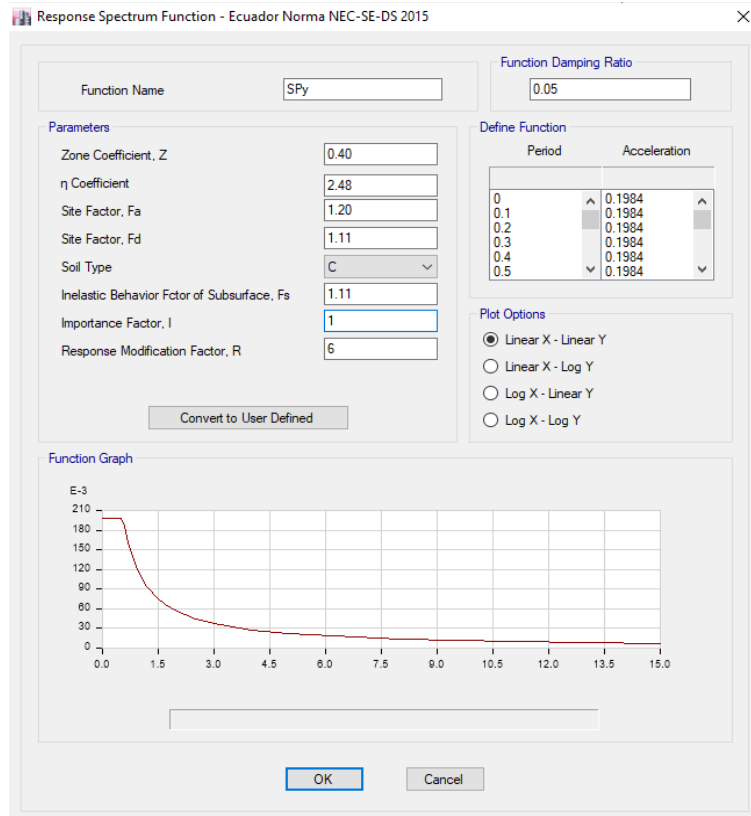 Response Spectrum Function - Ecuador Norma NEC-SE-DS 2015
Function Name SPy
Function Damping Ratio
0.05
Parameters
Zone Coefficient, Z 0.40
η Coefficient 2.48
Site Factor, Fa 1.20
Site Factor, Fd 1.11
Soil Type C
Inelastic Behavior Fctor of Subsurface, Fs 1.11
Importance Factor, I 1
Response Modification Factor, R 6
Convert to User Defined
Define Function
Period Acceleration
0 0.1984
0.1 0.1984
0.2 0.1984
0.3 0.1984
0.4 0.1984
0.5 0.1984
Plot Options
Linear X - Linear Y
Linear X - Log Y
Log X - Linear Y
Log X - Log Y
Function Graph
E-3
210
180
150
120
90
60
30
0
0.0 1.5 3.0 4.5 6.0 7.5 9.0 10.5 12.0 13.5 15.0
OK Cancel